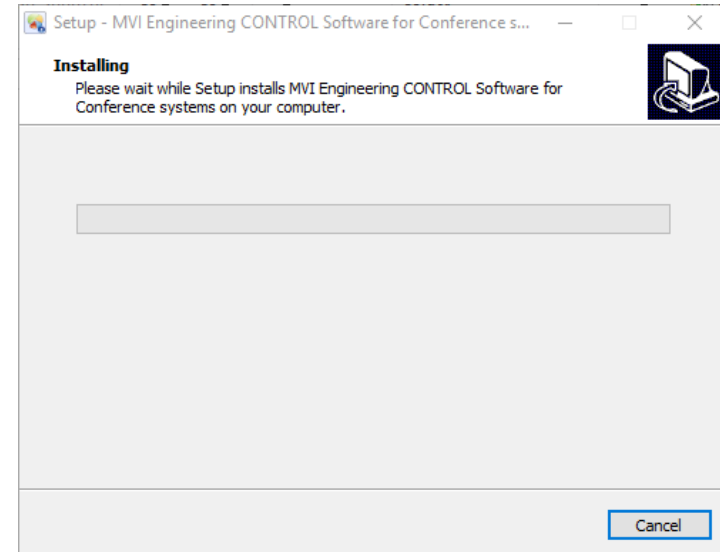 Setup - MVI Engineering CONTROL Software for Conference s...
Installing
Please wait while Setup installs MVI Engineering CONTROL Software for
Conference systems on your computer.
Cancel